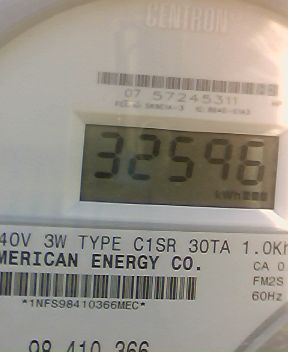 CENTRON
07 57245311
32596
kWh
40V 3W TYPE C1SR 30TA 1.0Kh
MERICAN ENERGY CO.
CA 0
FM2S
60Hz
*1NFS98410366MEC*
98 410 366